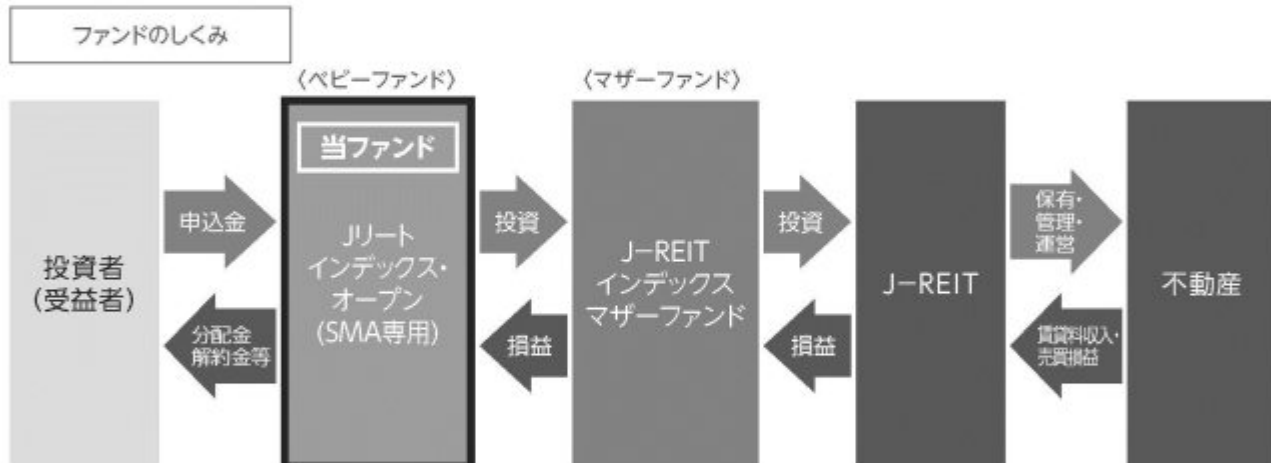 ファンドのしくみ
〈ベビーファンド〉
〈マザーファンド〉
投資者
(受益者)
申込金
分配金
解約金等
当ファンド
Jリート
インデックス・
オープン
(SMA専用)
投資
損益
J−REIT
インデックス
マザーファンド
投資
損益
J−REIT
保有・
管理・
運営
賃貸料収入・
売買損益
不動産